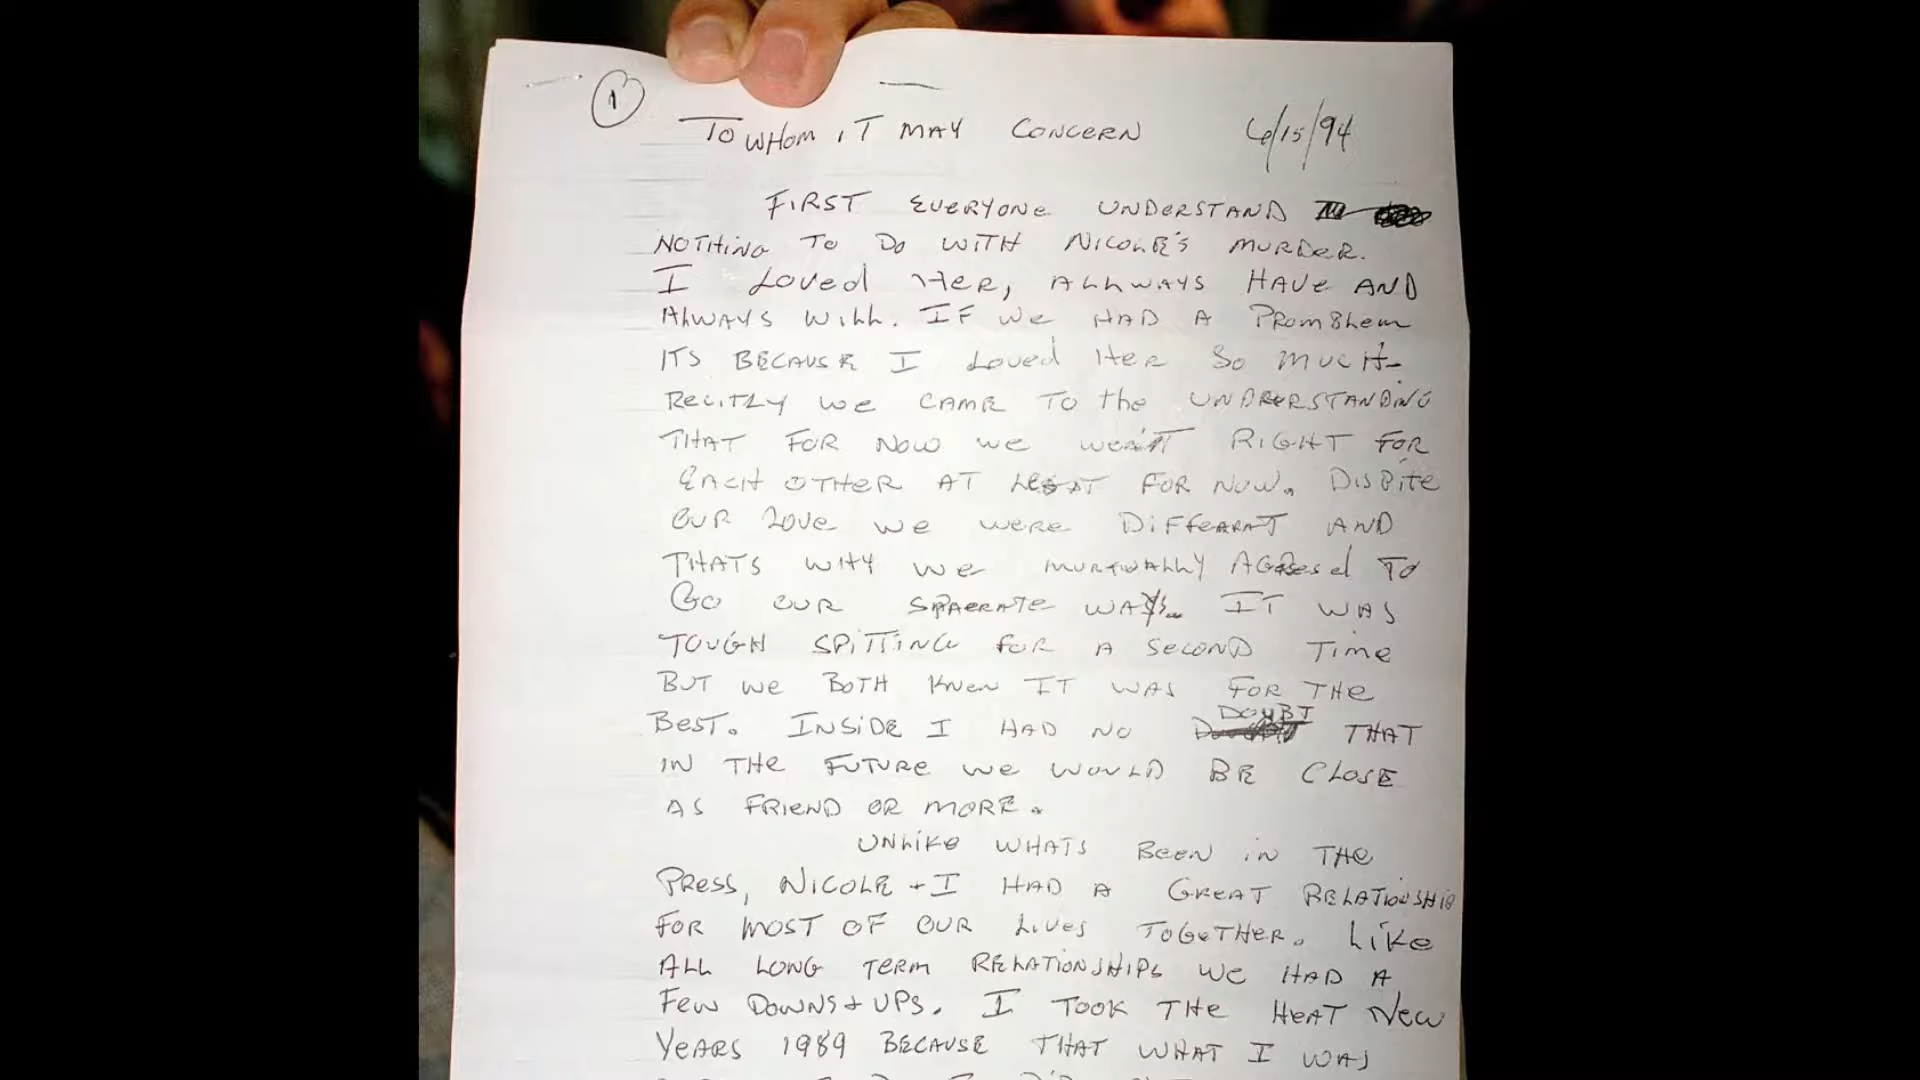 1
TO WHOM IT MAY CONCERN 6/15/94
FIRST EVERYONE UNDERSTAND
NOTHING TO DO WITH NICOLE'S MURDER.
I LOVED HER, ALLWAYS HAVE AND
ALWAYS WILL. IF WE HAD A PROMBLEM
ITS BECAUSE I LOVED HER SO MUCH-
RECITLY WE CAME TO the UNDERSTANDING
THAT FOR NOW WE WEREN'T RIGHT FOR
EACH OTHER AT LEAST FOR NOW. DISPITE
OUR LOVE WE WERE DIFFERANT AND
THATS WHY WE MURTUALLY AGREED TO
GO OUR SPAERATE WAYS. IT WAS
TOUGH SPITTING FOR A SECOND TIME
BUT WE BOTH KNEW IT WAS FOR THE
BEST. INSIDE I HAD NO DOUBT THAT
IN THE FUTURE WE WOULD BE CLOSE
AS FRIEND OR MORE.
UNLIKE WHATS BEEN IN THE
PRESS, NICOLE + I HAD A GREAT RELATIONSHIP
FOR MOST OF OUR LIVES TOGETHER. LIKE
ALL LONG TERM RELATIONSHIPS WE HAD A
FEW DOWNS + UPS. I TOOK THE HEAT NEW
YEARS 1989 BECAUSE THAT WHAT I WAS